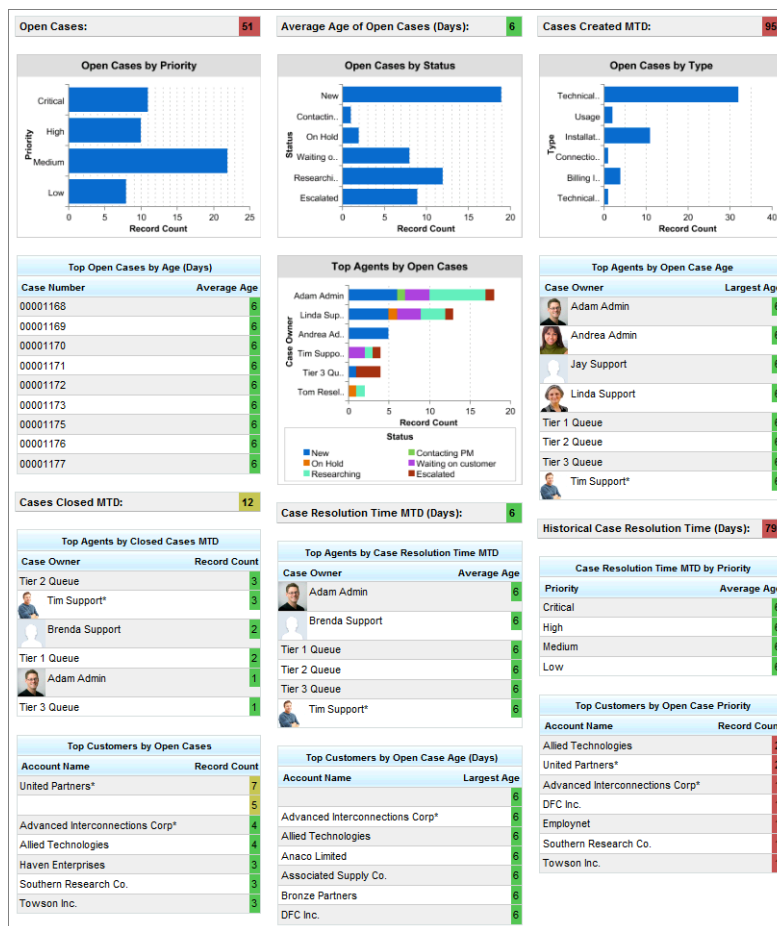 Open Cases: 51
Open Cases by Priority
Critical
High
Medium
Low
Priority
0 5 10 15 20 25
Record Count
Top Open Cases by Age (Days)
Case Number Average Age
00001168 6
00001169 6
00001170 6
00001171 6
00001172 6
00001173 6
00001175 6
00001176 6
00001177 6
Cases Closed MTD: 12
Top Agents by Closed Cases MTD
Case Owner Record Count
Tier 2 Queue 3
Tim Support* 3
Brenda Support 2
Tier 1 Queue 2
Adam Admin 1
Tier 3 Queue 1
Top Customers by Open Cases
Account Name Record Count
United Partners* 7
5
Advanced Interconnections Corp* 4
Allied Technologies 4
Haven Enterprises 3
Southern Research Co. 3
Towson Inc. 3
Average Age of Open Cases (Days): 6
Open Cases by Status
New
Contactin..
On Hold
Waiting o..
Researchi..
Escalated
Status
0 5 10 15 20
Record Count
Top Agents by Open Cases
Adam Admin
Linda Sup..
Andrea Ad..
Tim Suppo..
Tier 3 Qu..
Tom Resel..
Case Owner
0 5 10 15 20
Record Count
Status
New Contacting PM
On Hold Waiting on customer
Researching Escalated
Case Resolution Time MTD (Days): 6
Top Agents by Case Resolution Time MTD
Case Owner Average Age
Adam Admin 6
Brenda Support 6
Tier 1 Queue 6
Tier 2 Queue 6
Tier 3 Queue 6
Tim Support* 6
Top Customers by Open Case Age (Days)
Account Name Largest Age
6
Advanced Interconnections Corp* 6
Allied Technologies 6
Anaco Limited 6
Associated Supply Co. 6
Bronze Partners 6
DFC Inc. 6
Cases Created MTD: 95
Open Cases by Type
Technical..
Usage
Installat..
Connectio..
Billing I..
Technical..
Type
0 10 20 30 40
Record Count
Top Agents by Open Case Age
Case Owner Largest Age
Adam Admin
Andrea Admin
Jay Support
Linda Support
Tier 1 Queue
Tier 2 Queue
Tier 3 Queue
Tim Support*
Historical Case Resolution Time (Days): 79
Case Resolution Time MTD by Priority
Priority Average Age
Critical
High
Medium
Low
Top Customers by Open Case Priority
Account Name Record Coun
Allied Technologies
United Partners*
Advanced Interconnections Corp*
DFC Inc.
Employnet
Southern Research Co.
Towson Inc.